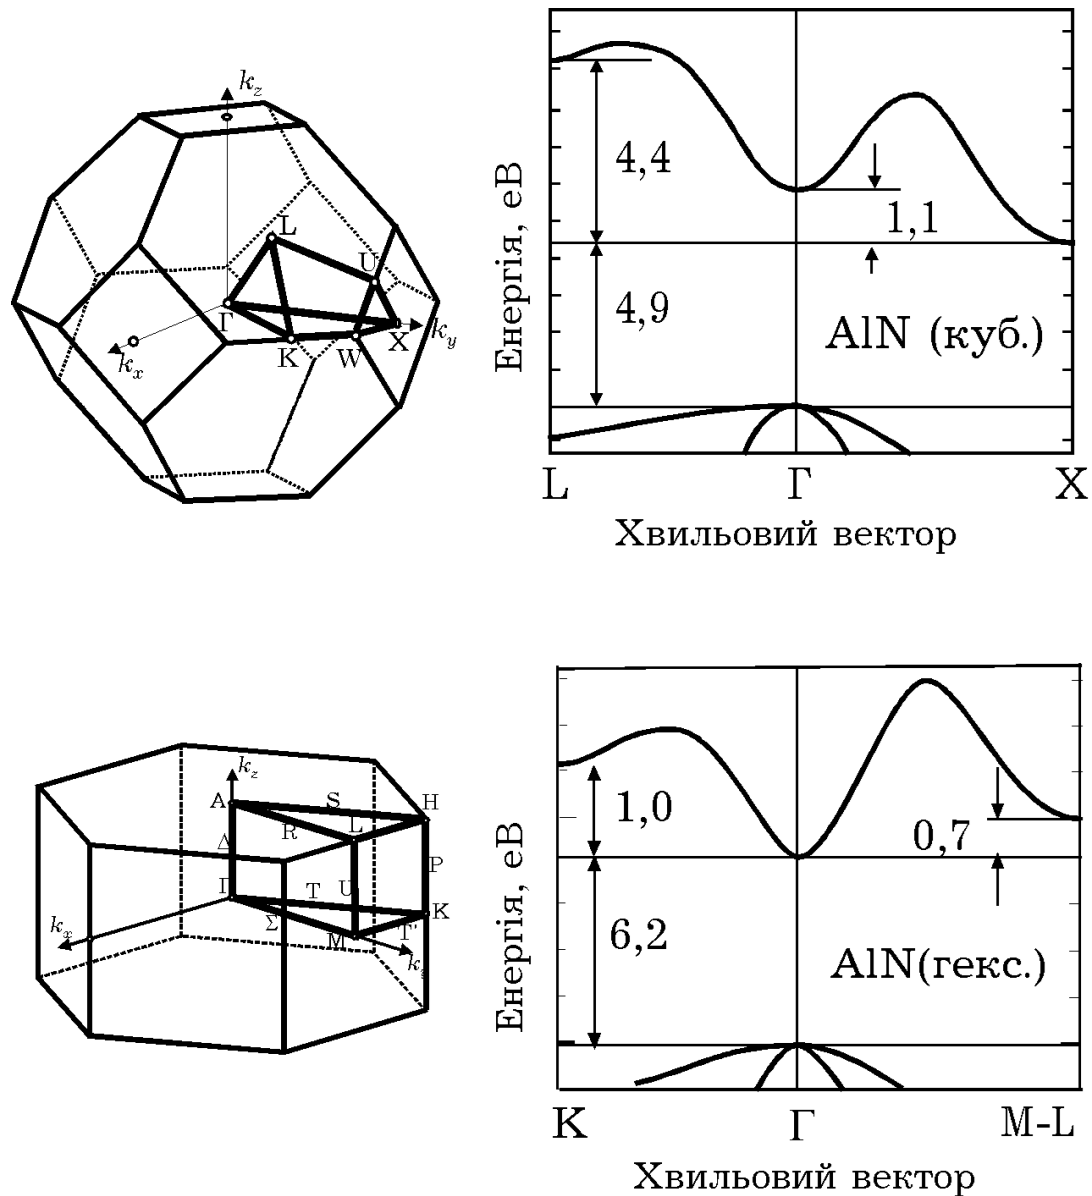 k_z
L
U
Γ
X
k_y
K
W
k_x
Енергія, еВ
4,4
1,1
4,9
AlN (куб.)
L
Γ
X
Хвильовий вектор
k_z
A
S
H
R
L
Δ
P
Γ
T
U
K
Σ
M
T'
k_x
Енергія, еВ
1,0
0,7
6,2
AlN(гекс.)
K
Γ
M-L
Хвильовий вектор